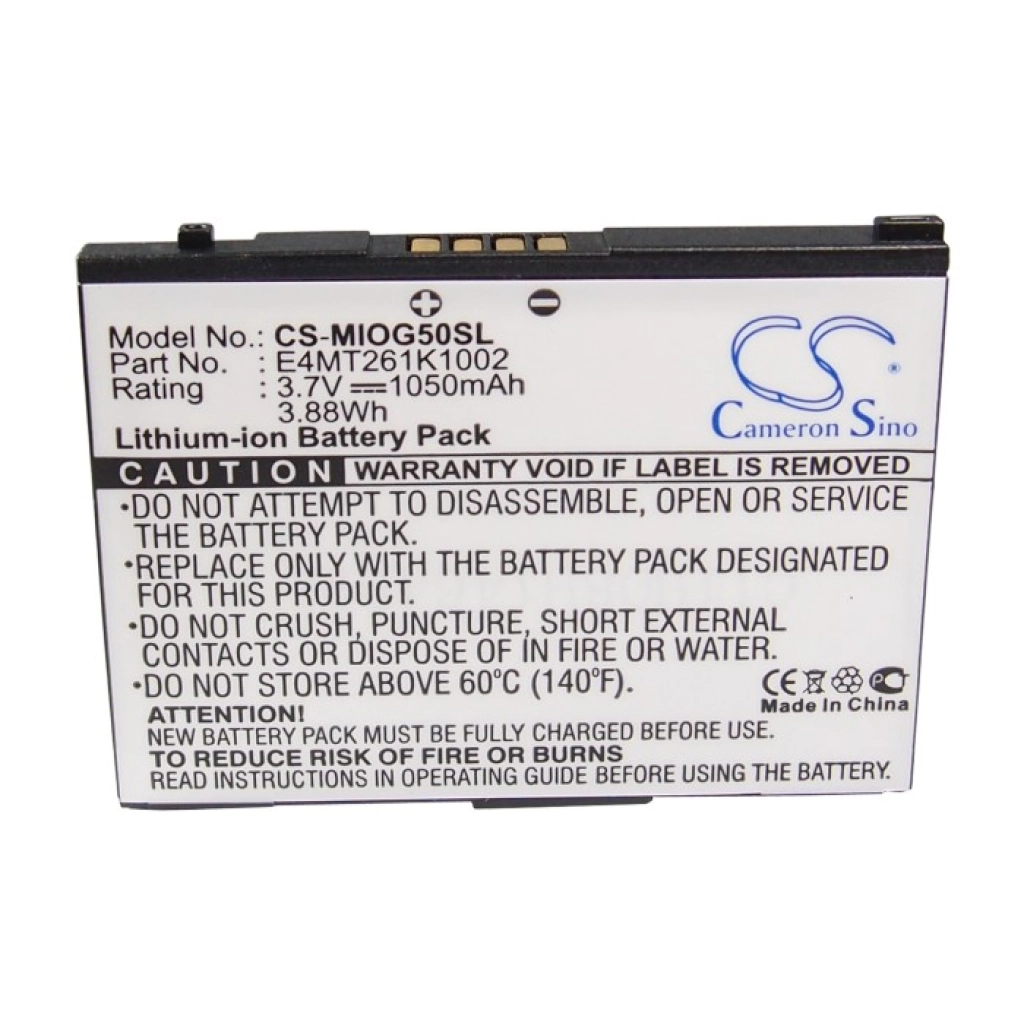 Model No.: CS-MIOG50SL
Part No. : E4MT261K1002
Rating : 3.7V 1050mAh
3.88Wh
Lithium-ion Battery Pack
CS
®
Cameron Sino
CAUTION WARRANTY VOID IF LABEL IS REMOVED
•DO NOT ATTEMPT TO DISASSEMBLE, OPEN OR SERVICE
THE BATTERY PACK.
•REPLACE ONLY WITH THE BATTERY PACK DESIGNATED
FOR THIS PRODUCT.
•DO NOT CRUSH, PUNCTURE, SHORT EXTERNAL
CONTACTS OR DISPOSE OF IN FIRE OR WATER.
•DO NOT STORE ABOVE 60°C (140°F).
CE
Made In China
ATTENTION!
NEW BATTERY PACK MUST BE FULLY CHARGED BEFORE USE.
TO REDUCE RISK OF FIRE OR BURNS
READ INSTRUCTIONS IN OPERATING GUIDE BEFORE USING THE BATTERY.